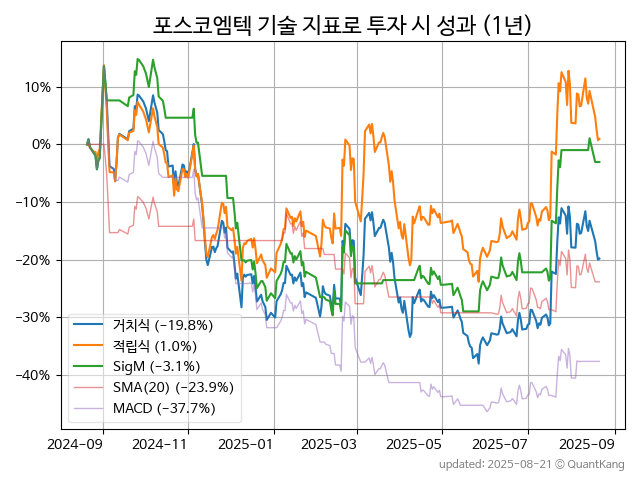 포스코엠텍 기술 지표로 투자 시 성과 (1년)
10%
0%
−10%
−20%
−30%
−40%
거치식 (−19.8%)
적립식 (1.0%)
SigM (−3.1%)
SMA(20) (−23.9%)
MACD (−37.7%)
2024-09
2024-11
2025-01
2025-03
2025-05
2025-07
2025-09
updated: 2025-08-21 © QuantKang